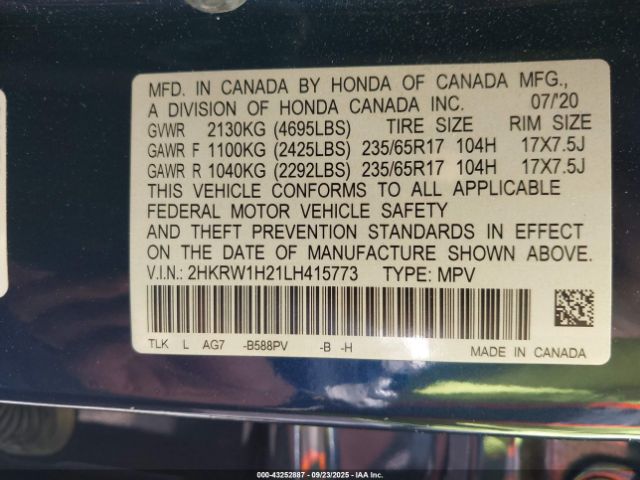 MFD. IN CANADA BY HONDA OF CANADA MFG.,
A DIVISION OF HONDA CANADA INC. 07/'20
GVWR 2130KG (4695LBS) TIRE SIZE RIM SIZE
GAWR F 1100KG (2425LBS) 235/65R17 104H 17X7.5J
GAWR R 1040KG (2292LBS) 235/65R17 104H 17X7.5J
THIS VEHICLE CONFORMS TO ALL APPLICABLE
FEDERAL MOTOR VEHICLE SAFETY
AND THEFT PREVENTION STANDARDS IN EFFECT
ON THE DATE OF MANUFACTURE SHOWN ABOVE.
V.I.N.: 2HKRW1H21LH415773 TYPE: MPV
TLK L AG7 -B588PV -B -H
MADE IN CANADA
000-43252887 - 09/23/2025 - IAA Inc.